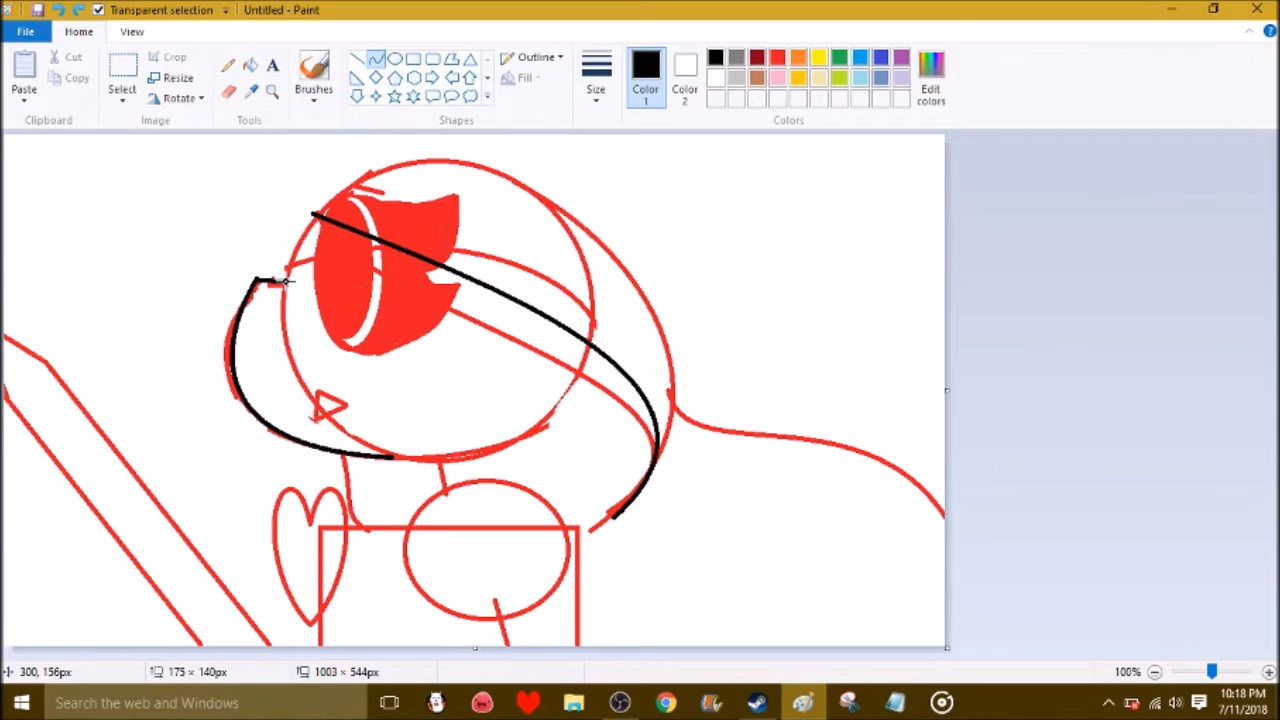 Transparent selection
Untitled - Paint
File
Home
View
Paste
Cut
Copy
Clipboard
Select
Crop
Resize
Rotate
Image
A
Tools
Brushes
Outline
Fill
Shapes
Size
Color 1
Color 2
Edit colors
Colors
300, 156px
175 × 140px
1003 × 544px
100%
Search the web and Windows
10:18 PM
7/11/2018